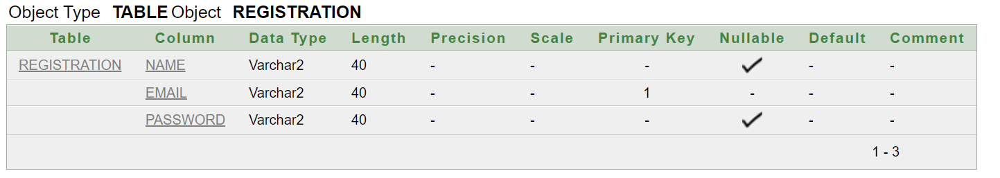 Object Type TABLE Object REGISTRATION
Table Column Data Type Length Precision Scale Primary Key Nullable Default Comment
REGISTRATION NAME Varchar2 40 - - - ✓ - -
EMAIL Varchar2 40 - - 1 - - -
PASSWORD Varchar2 40 - - - ✓ - -
1 - 3